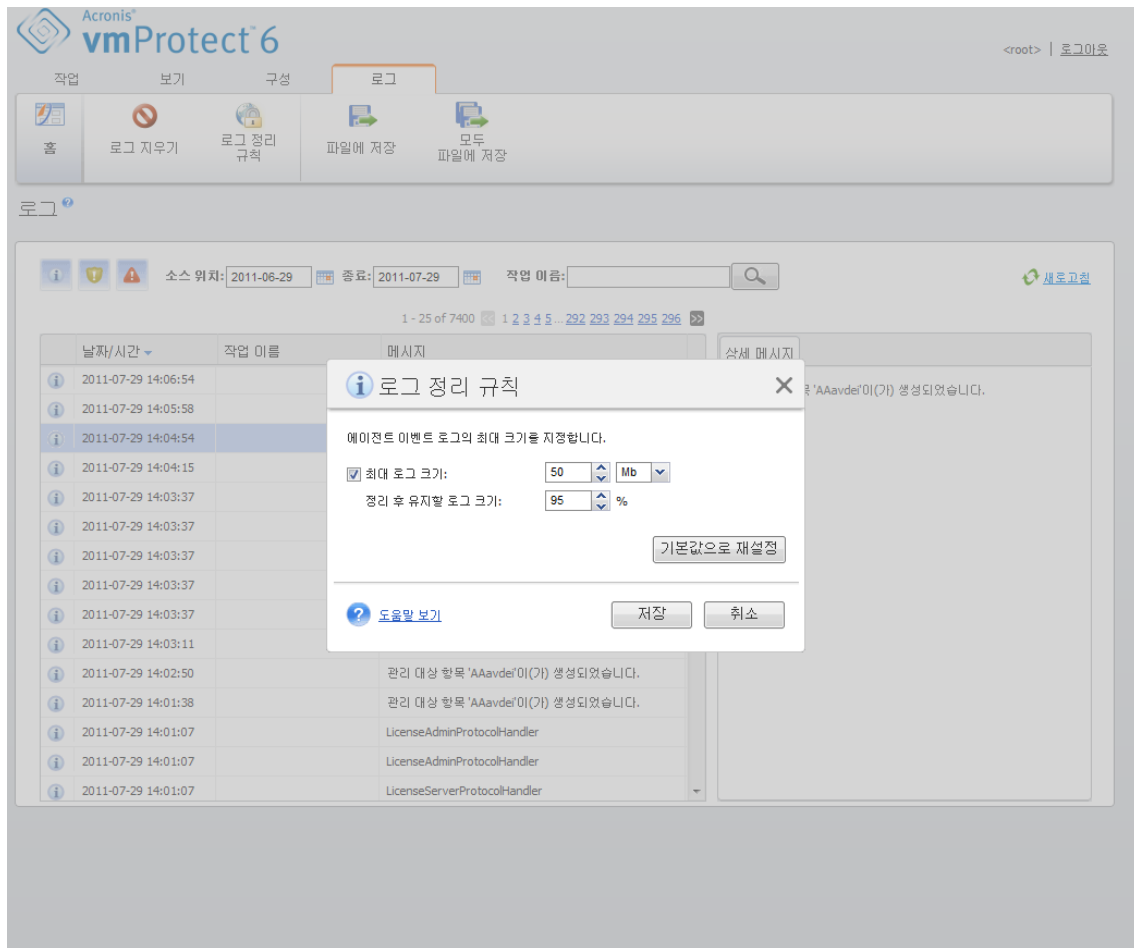 Acronis®
vmProtect™ 6
<root> | 로그아웃
작업 보기 구성 로그
홈 로그 지우기 로그 정리 규칙 파일에 저장 모두 파일에 저장
로그
소스 위치: 2011-06-29 종료: 2011-07-29 작업 이름: 새로고침
1 - 25 of 7400 1 2 3 4 5 ... 292 293 294 295 296
날짜/시간 작업 이름 메시지 상세 메시지
2011-07-29 14:06:54
'AAavdei'이(가) 생성되었습니다.
2011-07-29 14:05:58
2011-07-29 14:04:54
2011-07-29 14:04:15
2011-07-29 14:03:37
2011-07-29 14:03:37
2011-07-29 14:03:37
2011-07-29 14:03:37
2011-07-29 14:03:37
2011-07-29 14:03:11
로그 정리 규칙
에이전트 이벤트 로그의 최대 크기를 지정합니다.
최대 로그 크기: 50 Mb
정리 후 유지할 로그 크기: 95 %
기본값으로 재설정
도움말 보기 저장 취소
2011-07-29 14:02:50 관리 대상 항목 'AAavdei'이(가) 생성되었습니다.
2011-07-29 14:01:38 관리 대상 항목 'AAavdei'이(가) 생성되었습니다.
2011-07-29 14:01:07 LicenseAdminProtocolHandler
2011-07-29 14:01:07 LicenseAdminProtocolHandler
2011-07-29 14:01:07 LicenseServerProtocolHandler